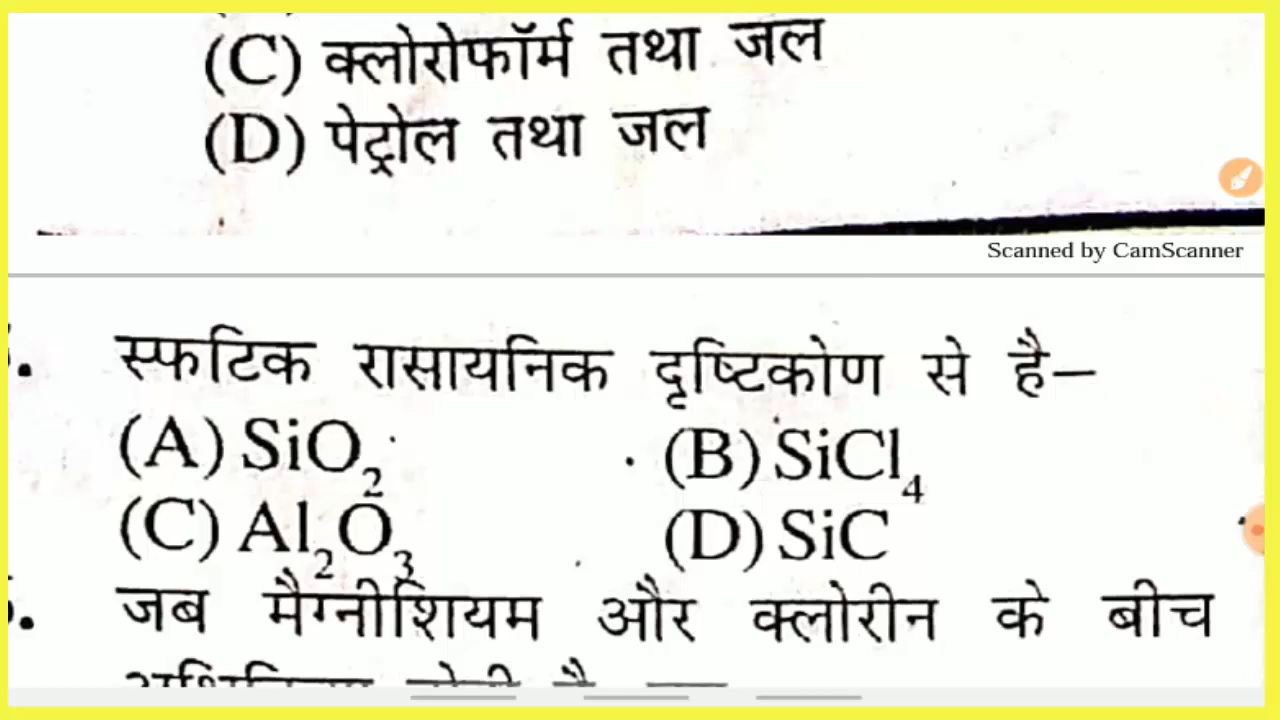 (C) क्लोरोफॉर्म तथा जल
(D) पेट्रोल तथा जल
Scanned by CamScanner
स्फटिक रासायनिक दृष्टिकोण से है–
(A) SiO₂ (B) SiCl₄
(C) Al₂O₃ (D) SiC
जब मैग्नीशियम और क्लोरीन के बीच